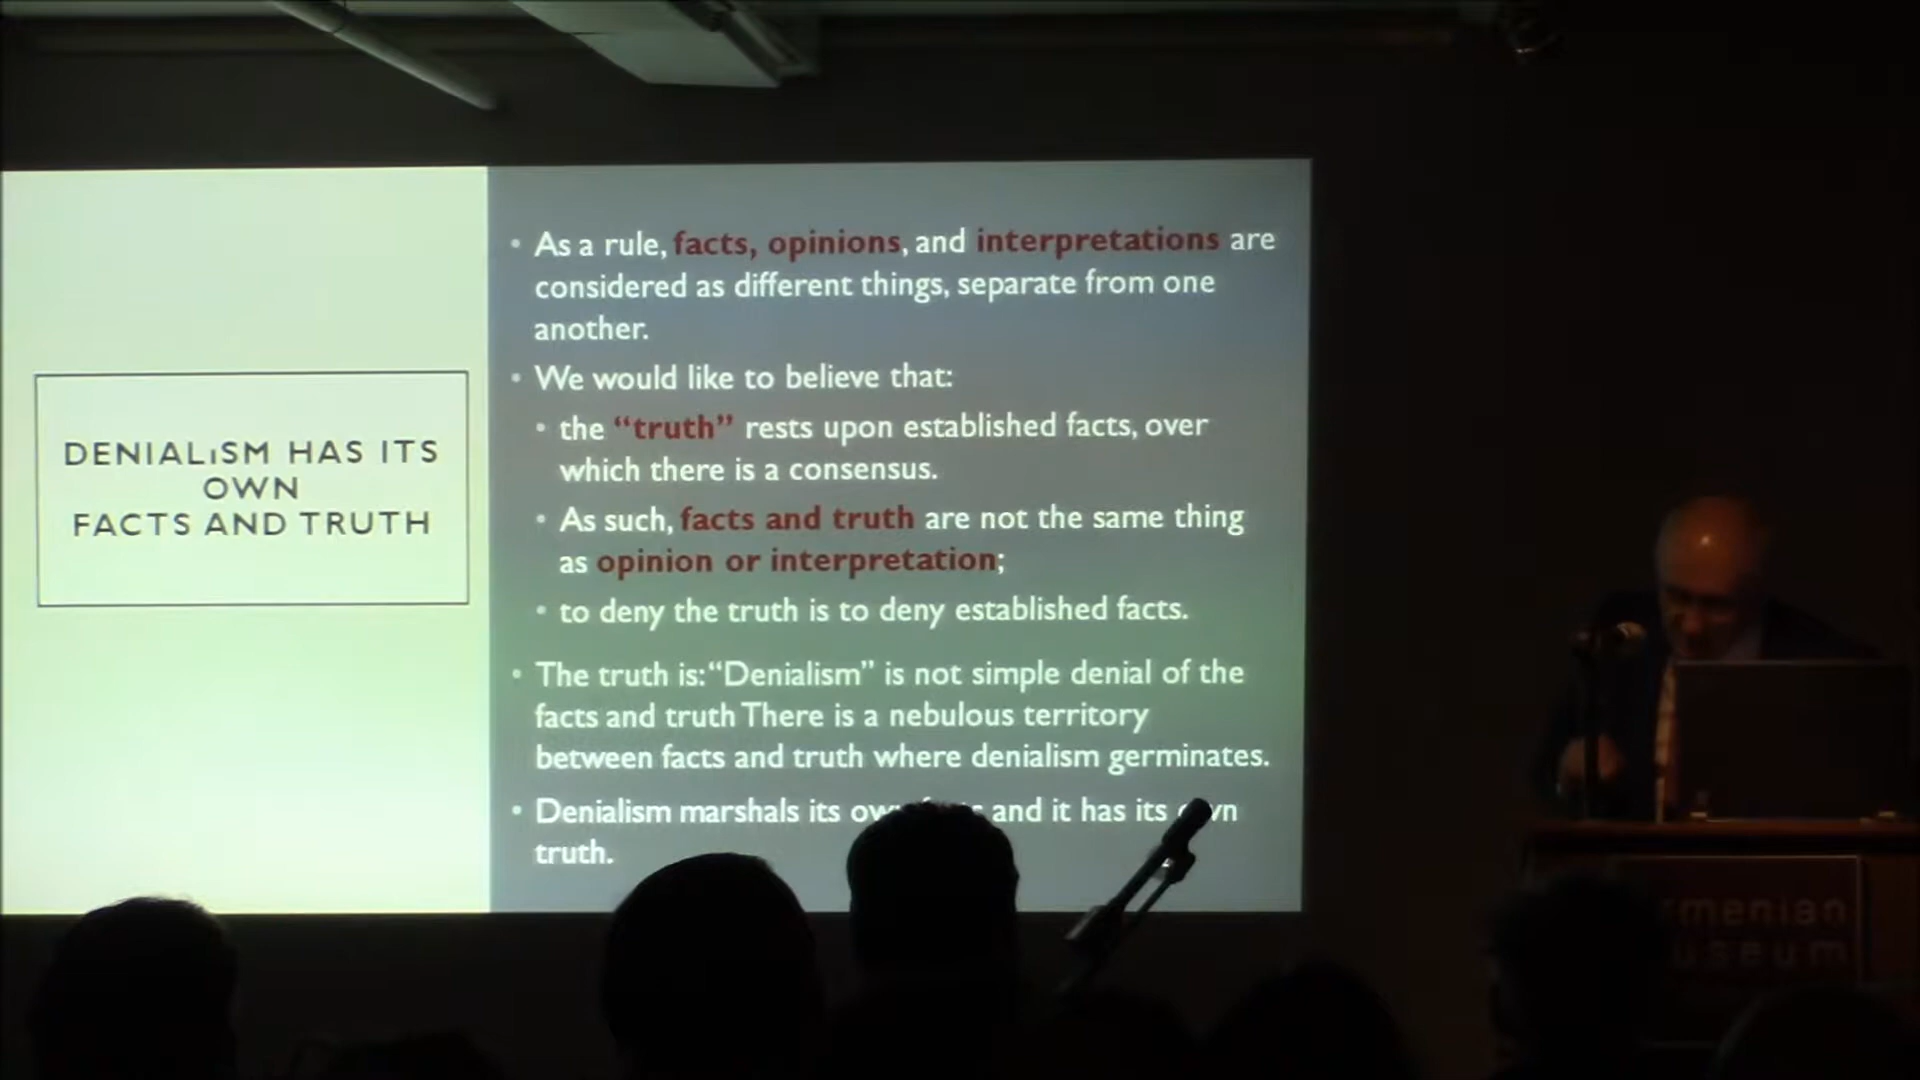 DENIALiSM HAS ITS
OWN
FACTS AND TRUTH
• As a rule, facts, opinions, and interpretations are
considered as different things, separate from one
another.
• We would like to believe that:
• the “truth” rests upon established facts, over
which there is a consensus.
• As such, facts and truth are not the same thing
as opinion or interpretation;
• to deny the truth is to deny established facts.
• The truth is: “Denialism” is not simple denial of the
facts and truth There is a nebulous territory
between facts and truth where denialism germinates.
• Denialism marshals its and it has its
truth.